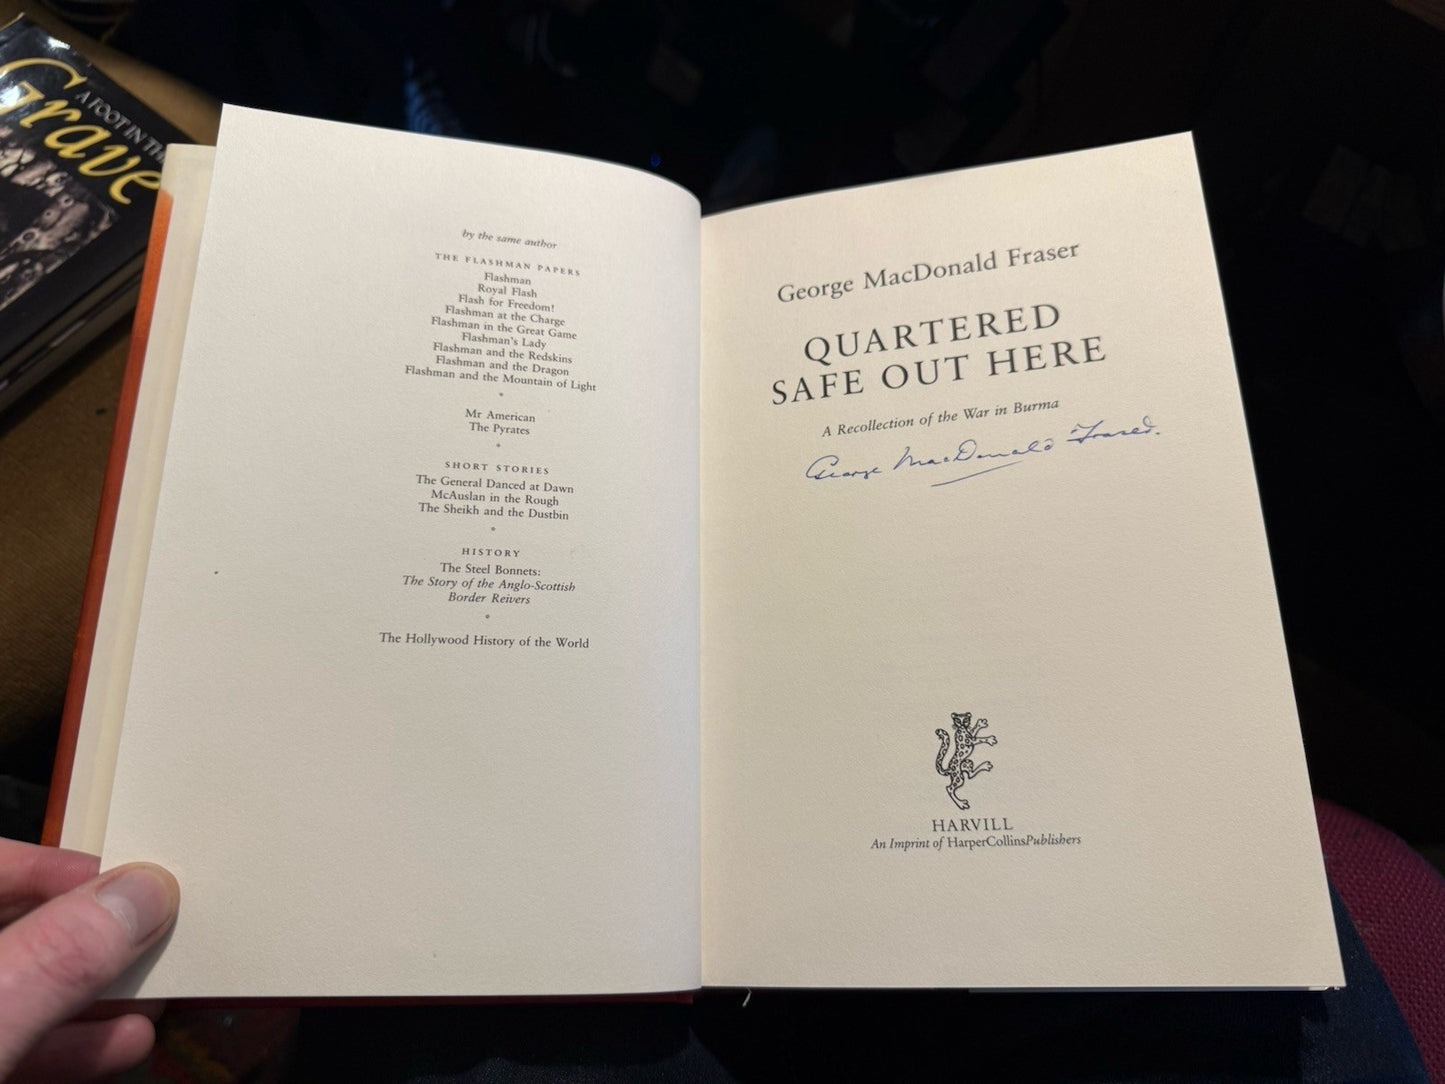 A FOOT IN THE
Grave
by the same author
THE FLASHMAN PAPERS
Flashman
Royal Flash
Flash for Freedom!
Flashman at the Charge
Flashman in the Great Game
Flashman's Lady
Flashman and the Redskins
Flashman and the Dragon
Flashman and the Mountain of Light
Mr American
The Pyrates
SHORT STORIES
The General Danced at Dawn
McAuslan in the Rough
The Sheikh and the Dustbin
HISTORY
The Steel Bonnets:
The Story of the Anglo-Scottish
Border Reivers
The Hollywood History of the World
George MacDonald Fraser
QUARTERED
SAFE OUT HERE
A Recollection of the War in Burma
George MacDonald Fraser.
HARVILL
An Imprint of HarperCollinsPublishers